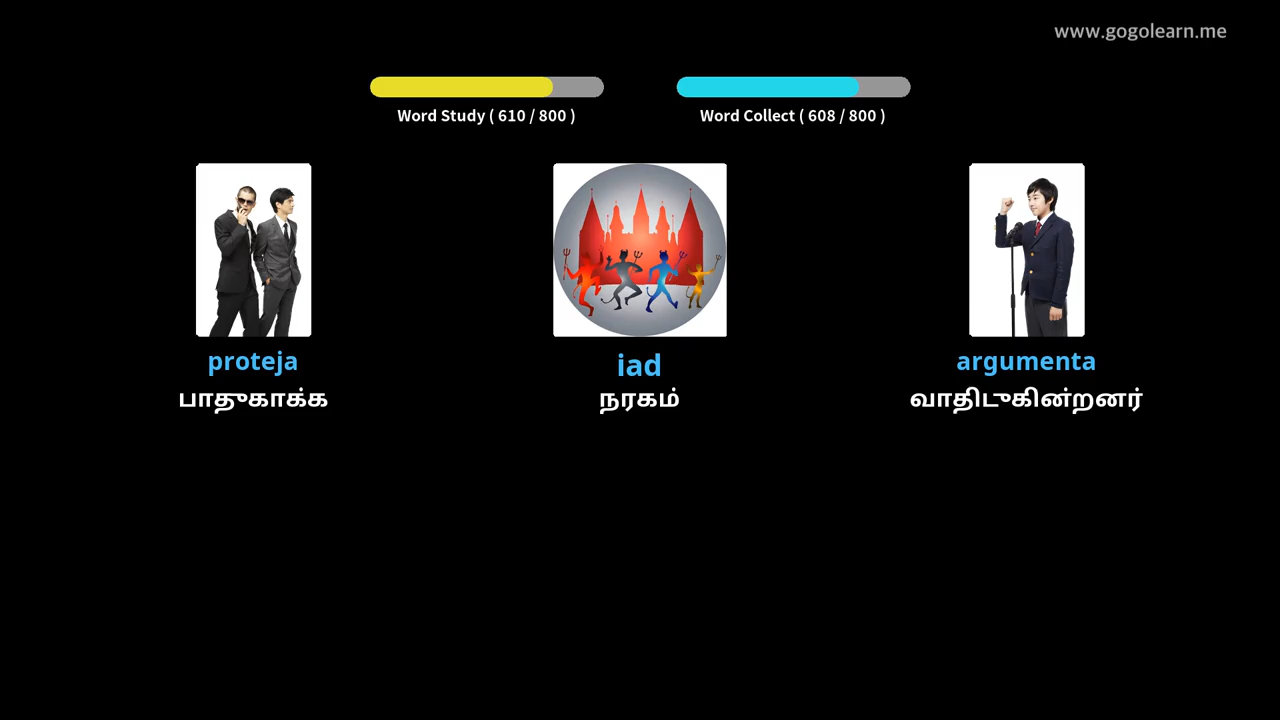 www.gogolearn.me
Word Study ( 610 / 800 )
Word Collect ( 608 / 800 )
proteja
iad
argumenta
பாதுகாக்க
நரகம்
வாதிடுகின்றனர்